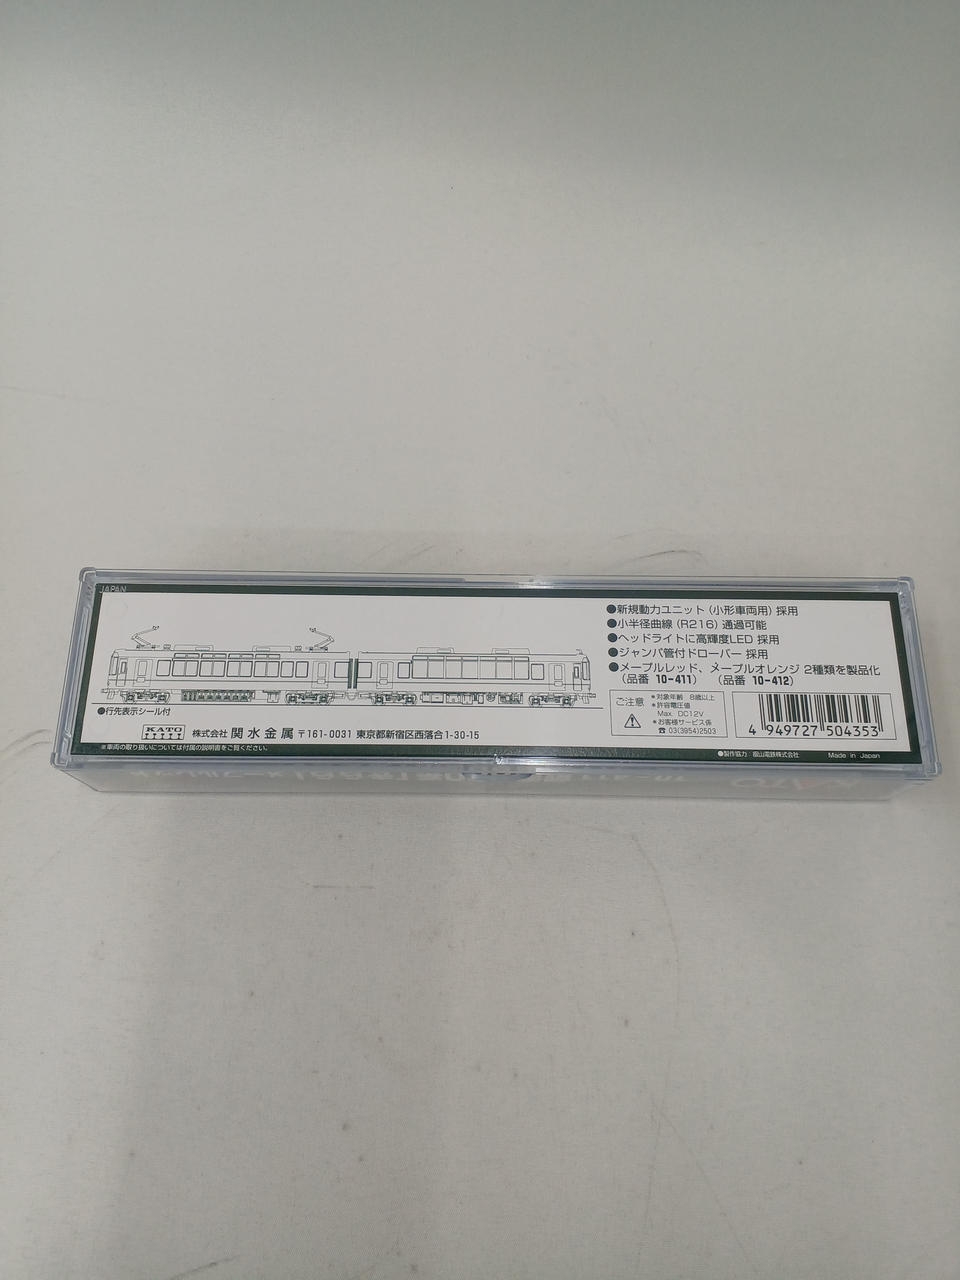 JAPAN
●新規動力ユニット(小形車両用)採用
●小半径曲線(R216)通過可能
●ヘッドライトに高輝度LED 採用
●ジャンパ管付ドローバー 採用
●メープルレッド、メープルオレンジ 2種類を製品化
(品番 10-411) (品番 10-412)
●行先表示シール付
ご注意
*対象年齢 8歳以上
*許容電圧値
Max. DC12V
*お客様サービス係
☎ 03(3954)2503
4 949727 504353
KATO
株式会社 関水金属 〒161-0031 東京都新宿区西落合1-30-15
※車両の取り扱いについては付属の説明書をご覧ください。
●製作協力 叡山電鉄株式会社
Made in Japan